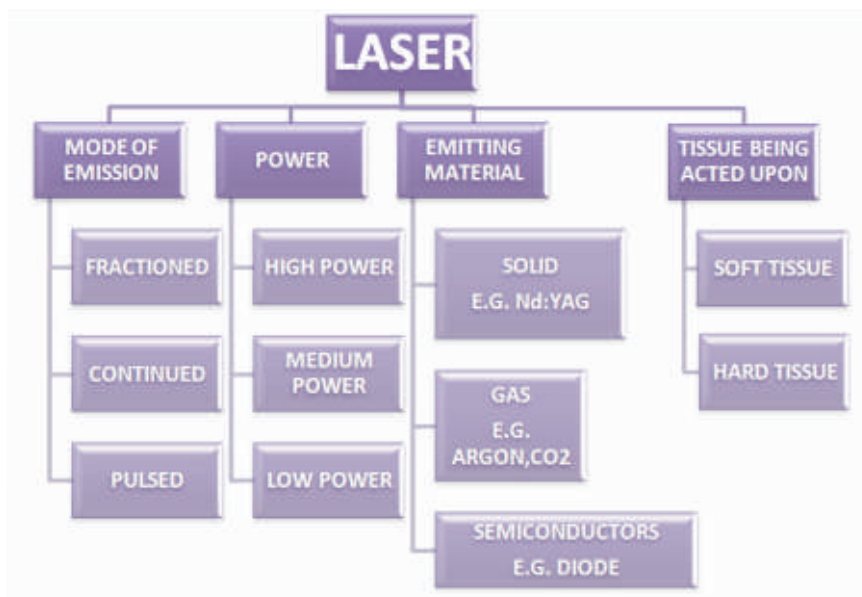 LASER
MODE OF
EMISSION
FRACTIONED
CONTINUED
PULSED
POWER
HIGH POWER
MEDIUM
POWER
LOW POWER
EMITTING
MATERIAL
SOLID
E.G. Nd:YAG
GAS
E.G.
ARGON,CO2
SEMICONDUCTORS
E.G. DIODE
TISSUE BEING
ACTED UPON
SOFT TISSUE
HARD TISSUE